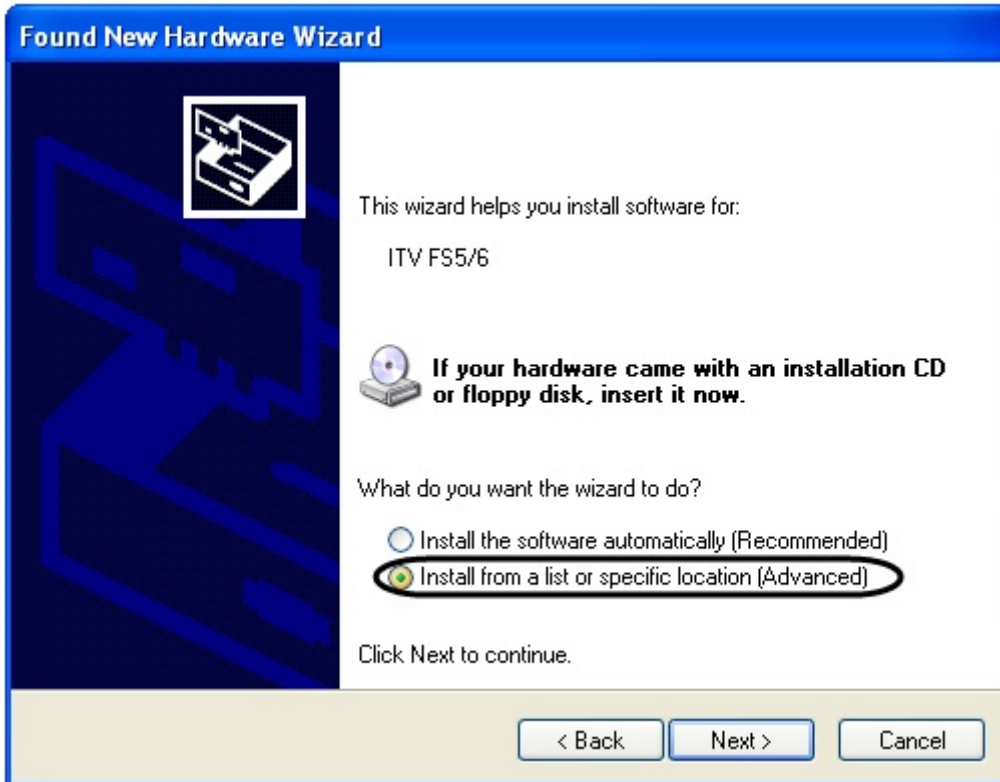 Found New Hardware Wizard
This wizard helps you install software for:
ITV FS5/6
If your hardware came with an installation CD
or floppy disk, insert it now.
What do you want the wizard to do?
Install the software automatically (Recommended)
Install from a list or specific location (Advanced)
Click Next to continue.
< Back Next > Cancel